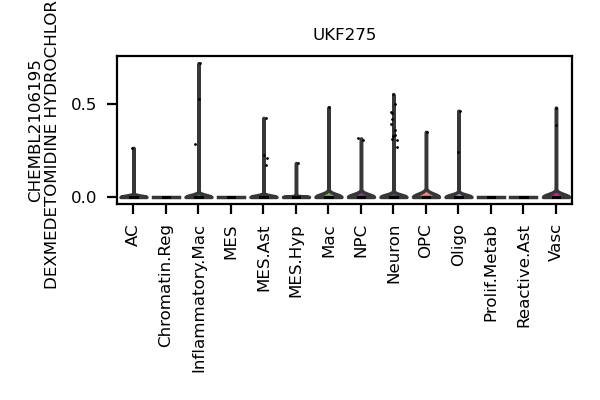 UKF275
CHEMBL2106195
DEXMEDETOMIDINE HYDROCHLOR
0.5
0.0
AC
Chromatin.Reg
Inflammatory.Mac
MES
MES.Ast
MES.Hyp
Mac
NPC
Neuron
OPC
Oligo
Prolif.Metab
Reactive.Ast
Vasc